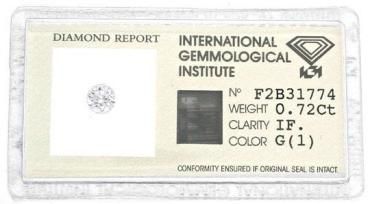 DIAMOND REPORT
INTERNATIONAL
GEMMOLOGICAL
INSTITUTE
IGI
Nº F2B31774
WEIGHT 0.72Ct
CLARITY IF.
COLOR G(1)
CONFORMITY ENSURED IF ORIGINAL SEAL IS INTACT